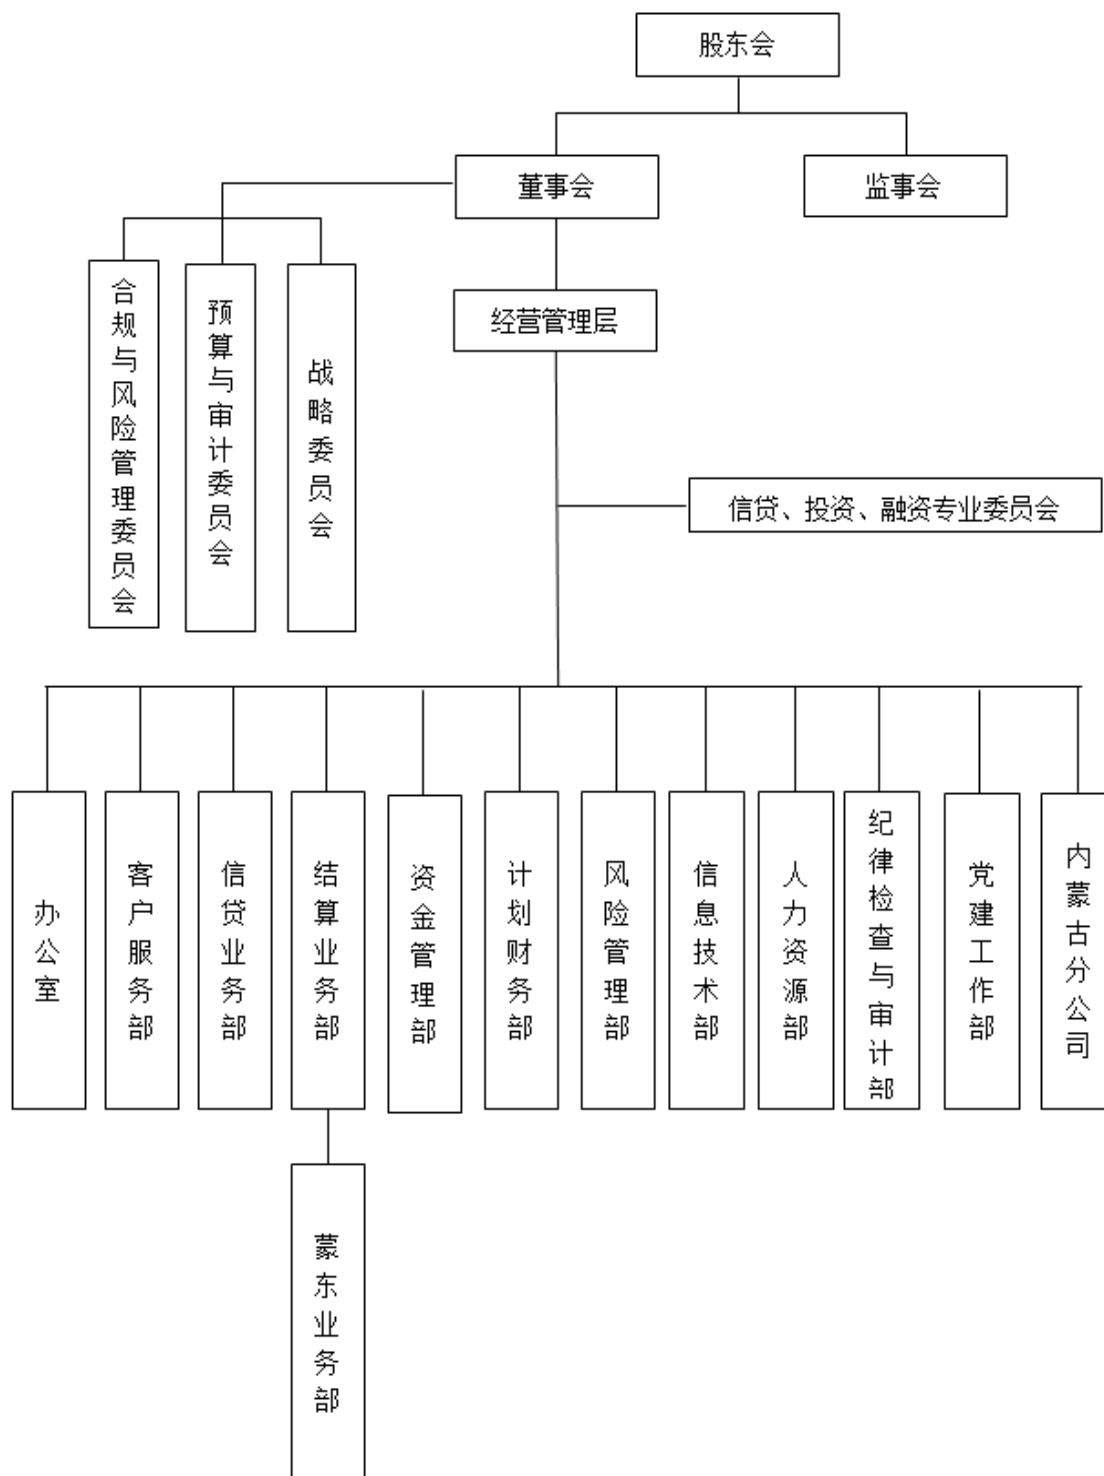 股东会
董事会
监事会
合规与风险管理委员会
预算与审计委员会
战略委员会
经营管理层
信贷、投资、融资专业委员会
办公室
客户服务部
信贷业务部
结算业务部
资金管理部
计划财务部
风险管理部
信息技术部
人力资源部
纪律检查与审计部
党建工作部
内蒙古分公司
蒙东业务部